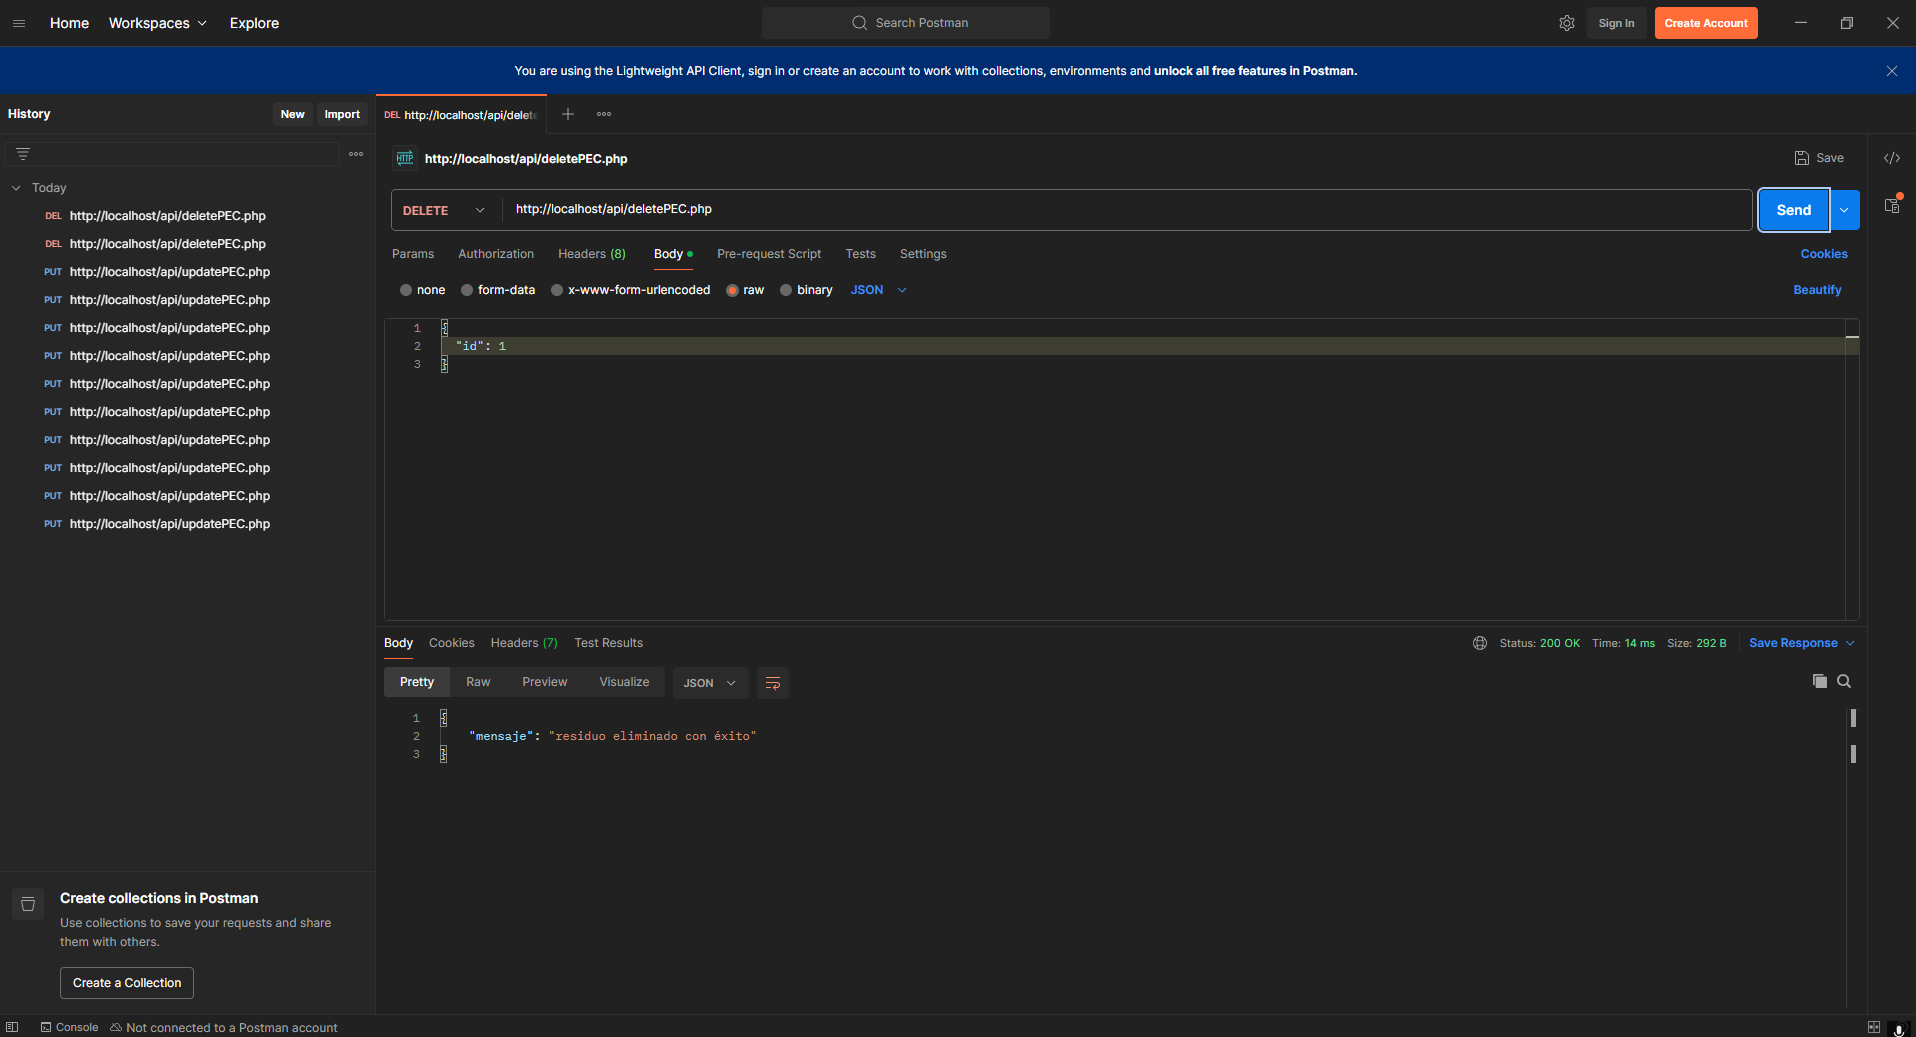 Home Workspaces Explore Search Postman Sign In Create Account
You are using the Lightweight API Client, sign in or create an account to work with collections, environments and unlock all free features in Postman.
History New Import
Today
DEL http://localhost/api/deletePEC.php
DEL http://localhost/api/deletePEC.php
PUT http://localhost/api/updatePEC.php
PUT http://localhost/api/updatePEC.php
PUT http://localhost/api/updatePEC.php
PUT http://localhost/api/updatePEC.php
PUT http://localhost/api/updatePEC.php
PUT http://localhost/api/updatePEC.php
PUT http://localhost/api/updatePEC.php
PUT http://localhost/api/updatePEC.php
PUT http://localhost/api/updatePEC.php
PUT http://localhost/api/updatePEC.php
Create collections in Postman
Use collections to save your requests and share
them with others.
Create a Collection
DEL http://localhost/api/delete
HTTP http://localhost/api/deletePEC.php Save
DELETE http://localhost/api/deletePEC.php Send
Params Authorization Headers (8) Body Pre-request Script Tests Settings Cookies
none form-data x-www-form-urlencoded raw binary JSON Beautify
1 {
2 "id": 1
3 }
Body Cookies Headers (7) Test Results Status: 200 OK Time: 14 ms Size: 292 B Save Response
Pretty Raw Preview Visualize JSON
1 {
2 "mensaje": "residuo eliminado con éxito"
3 }
Console Not connected to a Postman account